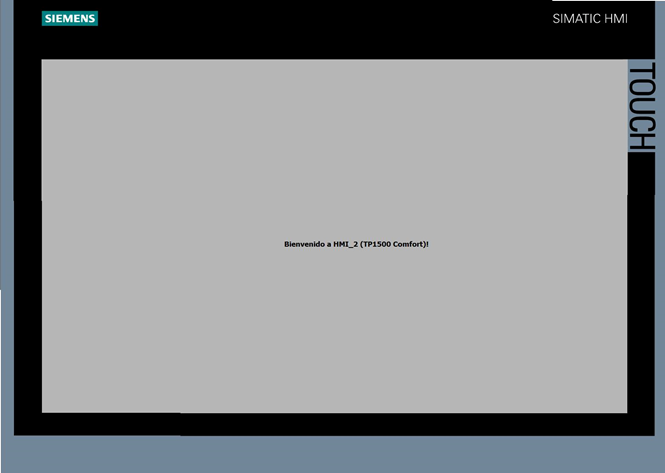 SIEMENS
SIMATIC HMI
TOUCH
Bienvenido a HMI_2 (TP1500 Comfort)!